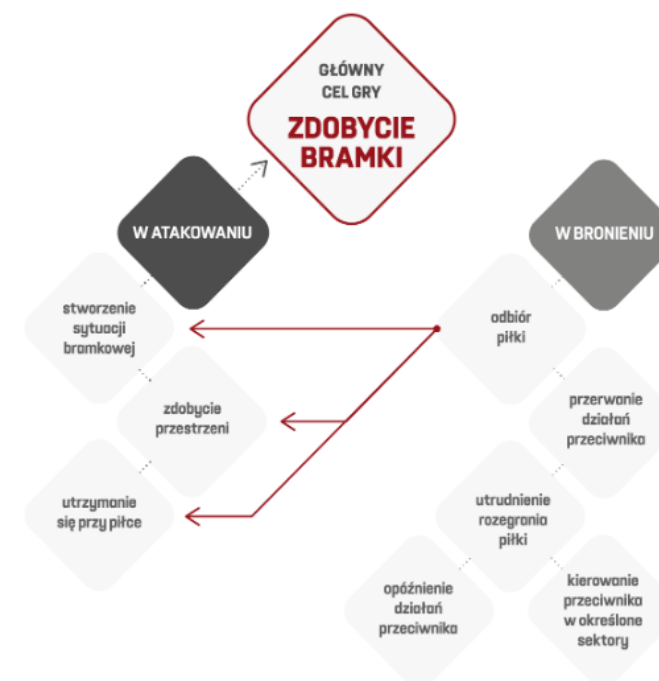 GŁÓWNY
CEL GRY
ZDOBYCIE
BRAMKI
W ATAKOWANIU
W BRONIENIU
stworzenie
sytuacji
bramkowej
odbiór
piłki
zdobycie
przestrzeni
przerwanie
działań
przeciwnika
utrzymanie
się przy piłce
utrudnienie
rozegrania
piłki
opóźnienie
działań
przeciwnika
kierowanie
przeciwnika
w określone
sektory